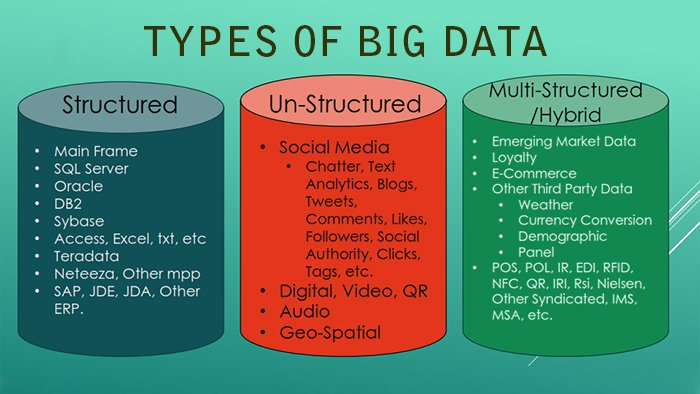 TYPES OF BIG DATA
Structured
• Main Frame
• SQL Server
• Oracle
• DB2
• Sybase
• Access, Excel, txt, etc
• Teradata
• Neteeza, Other mpp
• SAP, JDE, JDA, Other
ERP.
Un-Structured
• Social Media
• Chatter, Text
Analytics, Blogs,
Tweets,
Comments, Likes,
Followers, Social
Authority, Clicks,
Tags, etc.
• Digital, Video, QR
• Audio
• Geo-Spatial
Multi-Structured
/Hybrid
• Emerging Market Data
• Loyalty
• E-Commerce
• Other Third Party Data
• Weather
• Currency Conversion
• Demographic
• Panel
• POS, POL, IR, EDI, RFID,
NFC, QR, IRI, Rsi, Nielsen,
Other Syndicated, IMS,
MSA, etc.